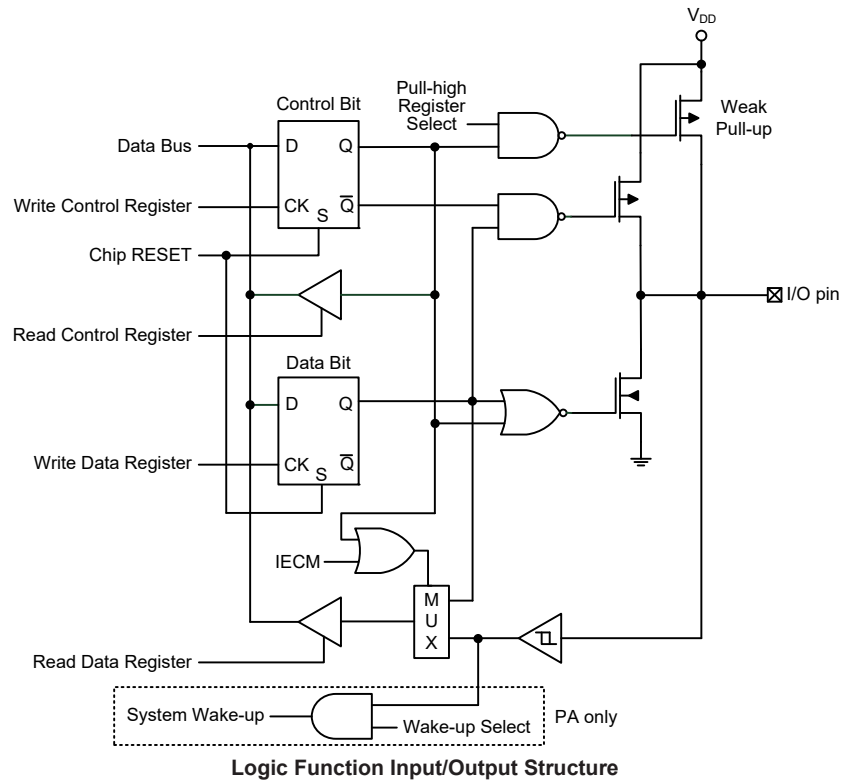 V_DD
Pull-high
Register
Select
Weak
Pull-up
Control Bit
Data Bus
D
Q
Write Control Register
CK
S
Q̅
Chip RESET
I/O pin
Read Control Register
Data Bit
D
Q
Write Data Register
CK
S
Q̅
IECM
M
U
X
Read Data Register
System Wake-up
Wake-up Select
PA only
Logic Function Input/Output Structure